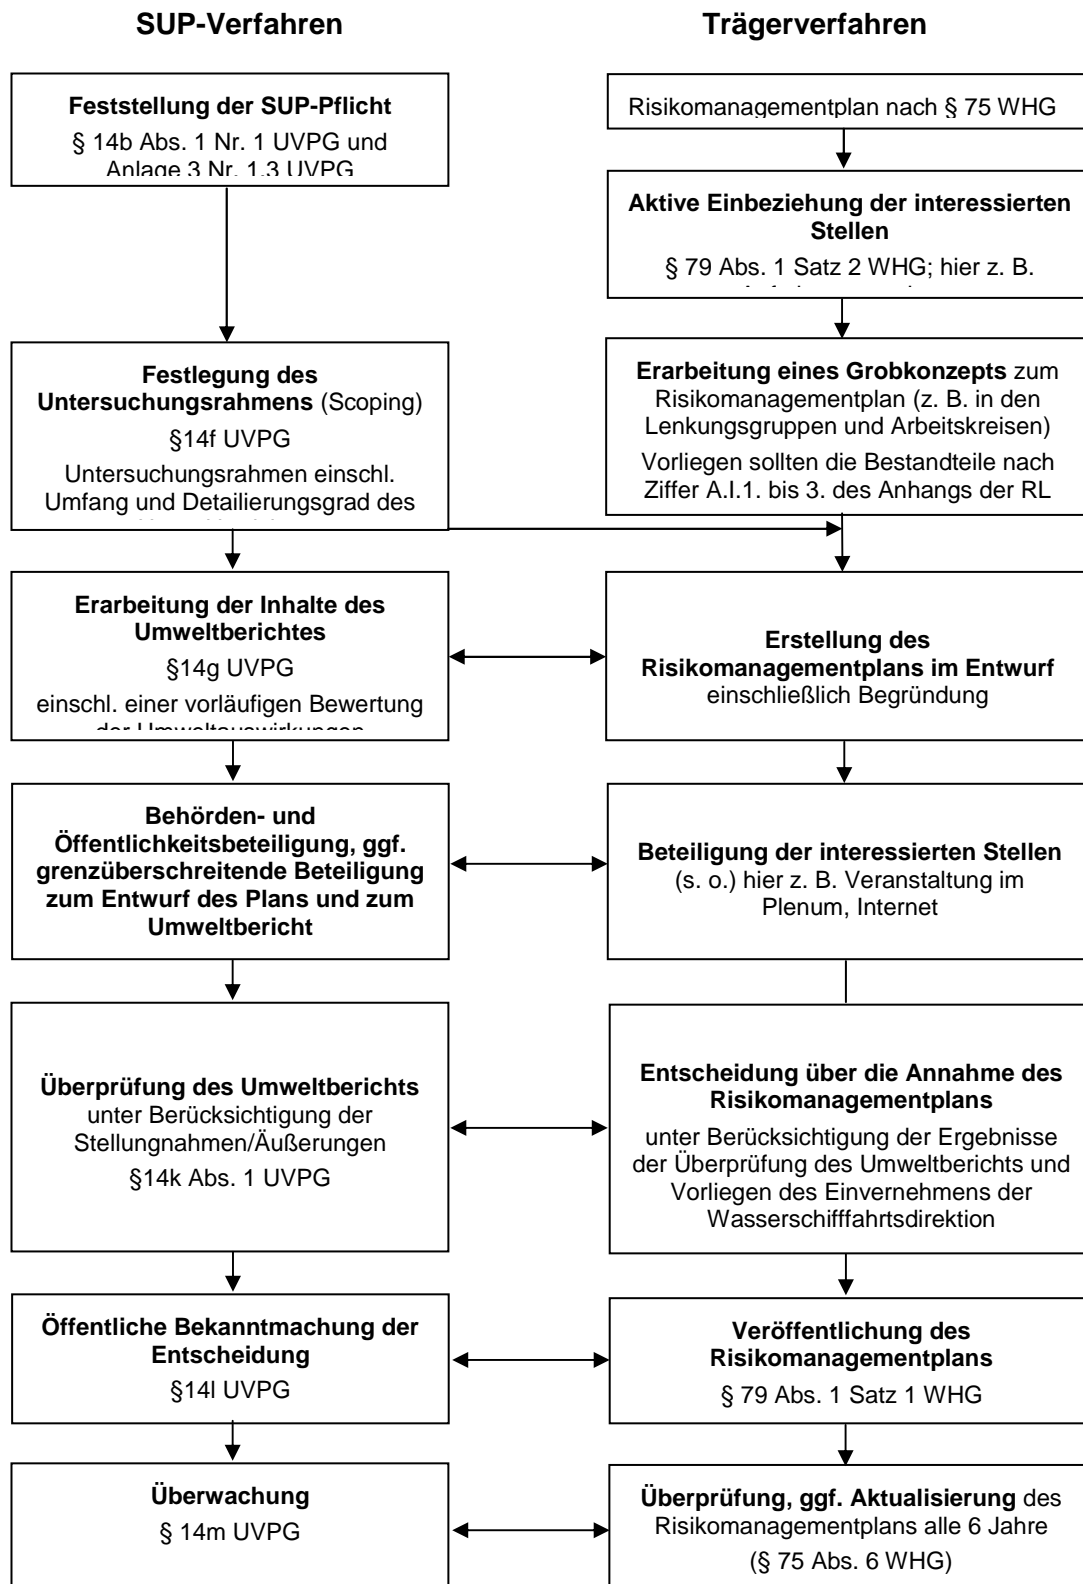 SUP-Verfahren
Trägerverfahren
Feststellung der SUP-Pflicht
§ 14b Abs. 1 Nr. 1 UVPG und
Anlage 3 Nr. 1.3 UVPG
Risikomanagementplan nach § 75 WHG
Aktive Einbeziehung der interessierten
Stellen
§ 79 Abs. 1 Satz 2 WHG; hier z. B.
Festlegung des
Untersuchungsrahmens (Scoping)
§14f UVPG
Untersuchungsrahmen einschl.
Umfang und Detailierungsgrad des
Erarbeitung eines Grobkonzepts zum
Risikomanagementplan (z. B. in den
Lenkungsgruppen und Arbeitskreisen)
Vorliegen sollten die Bestandteile nach
Ziffer A.I.1. bis 3. des Anhangs der RL
Erarbeitung der Inhalte des
Umweltberichtes
§14g UVPG
einschl. einer vorläufigen Bewertung
der Umweltauswirkungen
Erstellung des
Risikomanagementplans im Entwurf
einschließlich Begründung
Behörden- und
Öffentlichkeitsbeteiligung, ggf.
grenzüberschreitende Beteiligung
zum Entwurf des Plans und zum
Umweltbericht
Beteiligung der interessierten Stellen
(s. o.) hier z. B. Veranstaltung im
Plenum, Internet
Überprüfung des Umweltberichts
unter Berücksichtigung der
Stellungnahmen/Äußerungen
§14k Abs. 1 UVPG
Entscheidung über die Annahme des
Risikomanagementplans
unter Berücksichtigung der Ergebnisse
der Überprüfung des Umweltberichts und
Vorliegen des Einvernehmens der
Wasserschifffahrtsdirektion
Öffentliche Bekanntmachung der
Entscheidung
§14l UVPG
Veröffentlichung des
Risikomanagementplans
§ 79 Abs. 1 Satz 1 WHG
Überwachung
§ 14m UVPG
Überprüfung, ggf. Aktualisierung des
Risikomanagementplans alle 6 Jahre
(§ 75 Abs. 6 WHG)